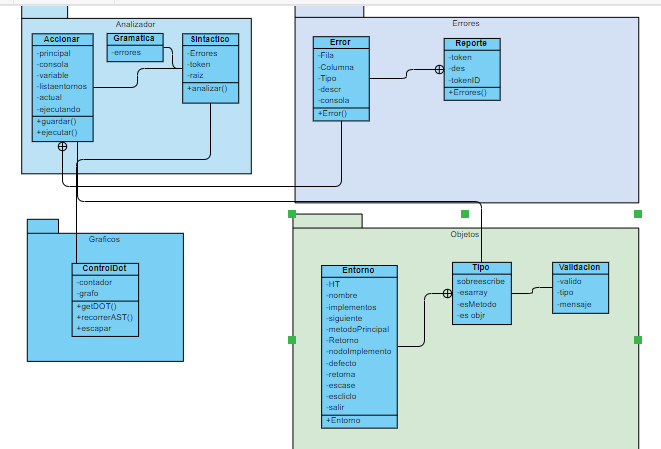 Analizador
Accionar
-principal
-consola
-variable
-listaentornos
-actual
-ejecutando
+guardar()
+ejecutar()
Gramatica
-errores
Sintactico
-Errores
-token
-raiz
+analizar()
Errores
Error
-Fila
-Columna
-Tipo
-descr
-consola
+Error()
Reporte
-token
-des
-tokenID
+Errores()
Graficos
ControlDot
-contador
-grafo
+getDOT()
+recorrerAST()
+escapar
Objetos
Entorno
-HT
-nombre
-implementos
-siguiente
-metodoPrincipal
-Retorno
-nodoImplemento
-defecto
-retorna
-escase
-escliclo
-salir
+Entorno
Tipo
sobreescribe
-esarray
-esMetodo
-es objr
Validacion
-valido
-tipo
-mensaje